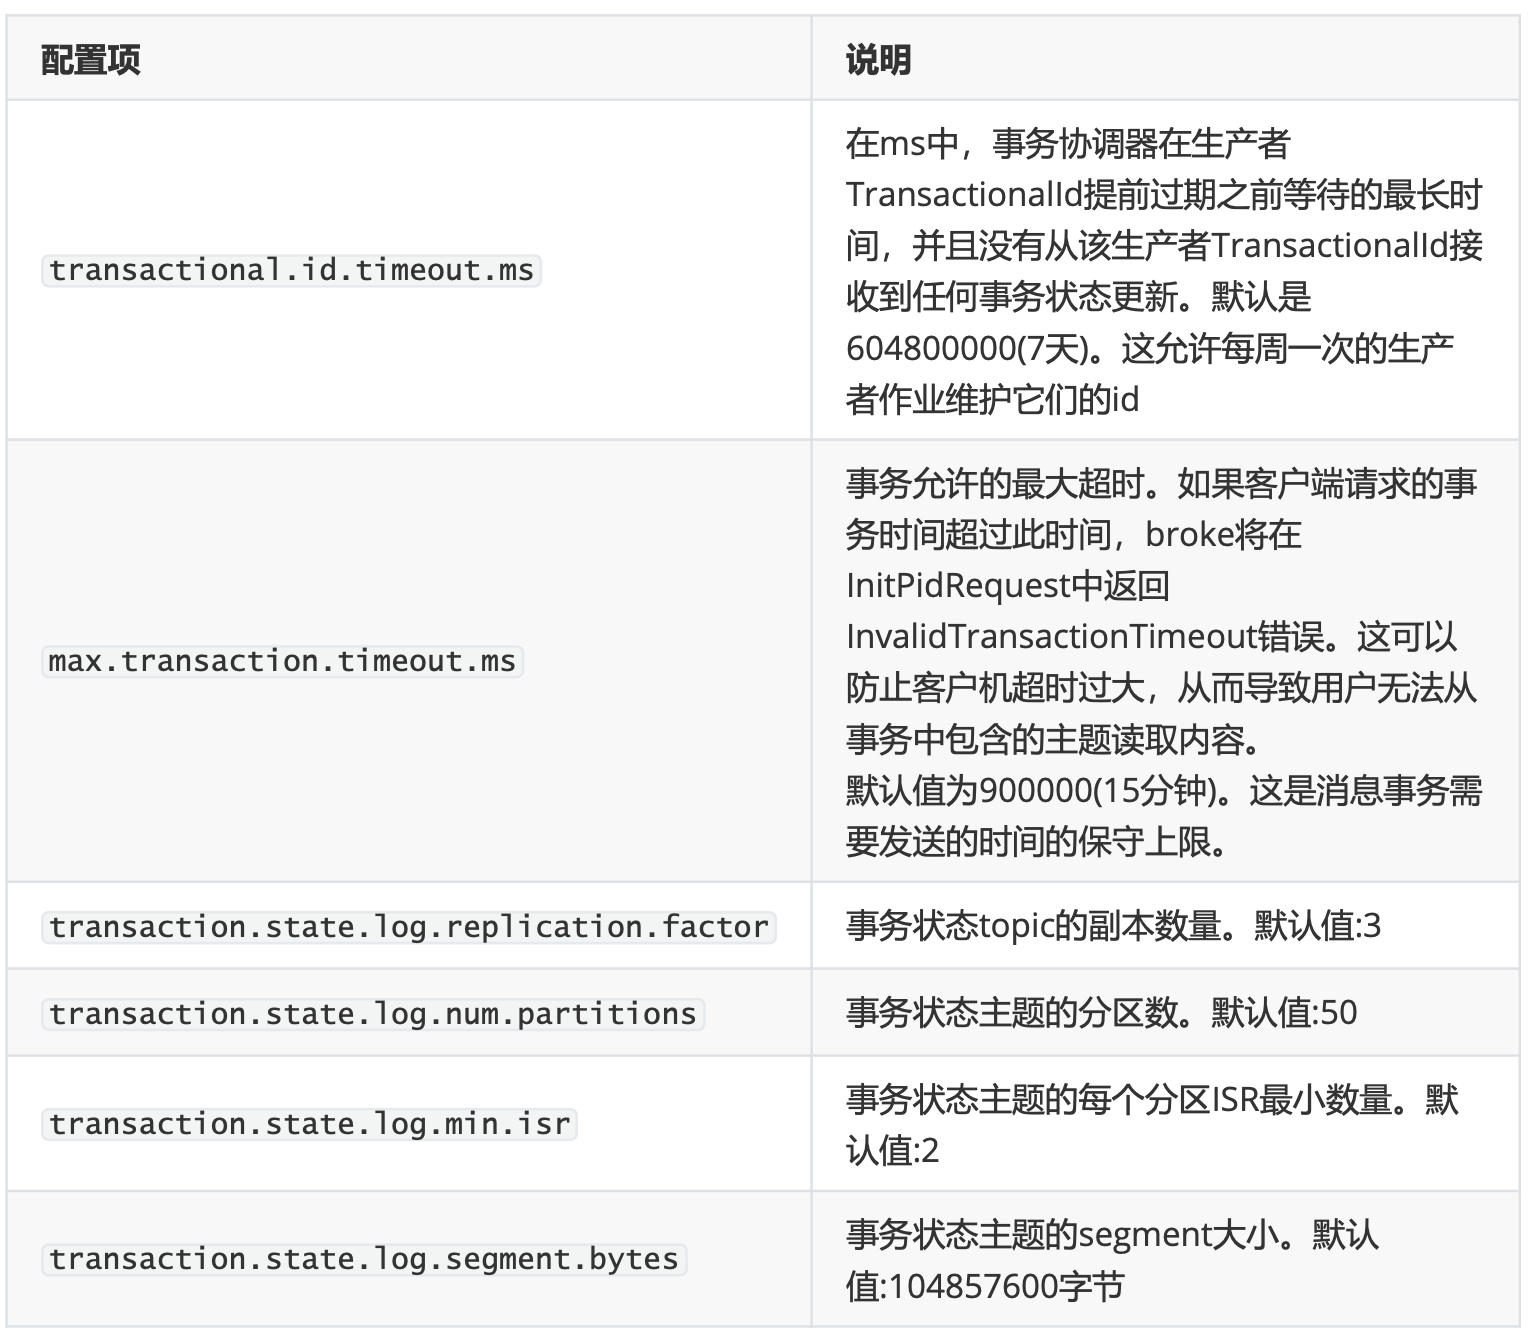 配置项
说明
transactional.id.timeout.ms
在ms中，事务协调器在生产者
TransactionalId提前过期之前等待的最长时
间，并且没有从该生产者TransactionalId接
收到任何事务状态更新。默认是
604800000(7天)。这允许每周一次的生产
者作业维护它们的id
max.transaction.timeout.ms
事务允许的最大超时。如果客户端请求的事
务时间超过此时间，broke将在
InitPidRequest中返回
InvalidTransactionTimeout错误。这可以
防止客户机超时过大，从而导致用户无法从
事务中包含的主题读取内容。
默认值为900000(15分钟)。这是消息事务需
要发送的时间的保守上限。
transaction.state.log.replication.factor
事务状态topic的副本数量。默认值:3
transaction.state.log.num.partitions
事务状态主题的分区数。默认值:50
transaction.state.log.min.isr
事务状态主题的每个分区ISR最小数量。默
认值:2
transaction.state.log.segment.bytes
事务状态主题的segment大小。默认
值:104857600字节